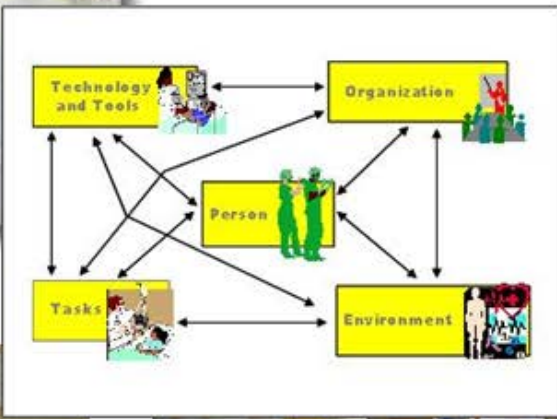 Technology
and Tools
Organization
Person
Tasks
Environment